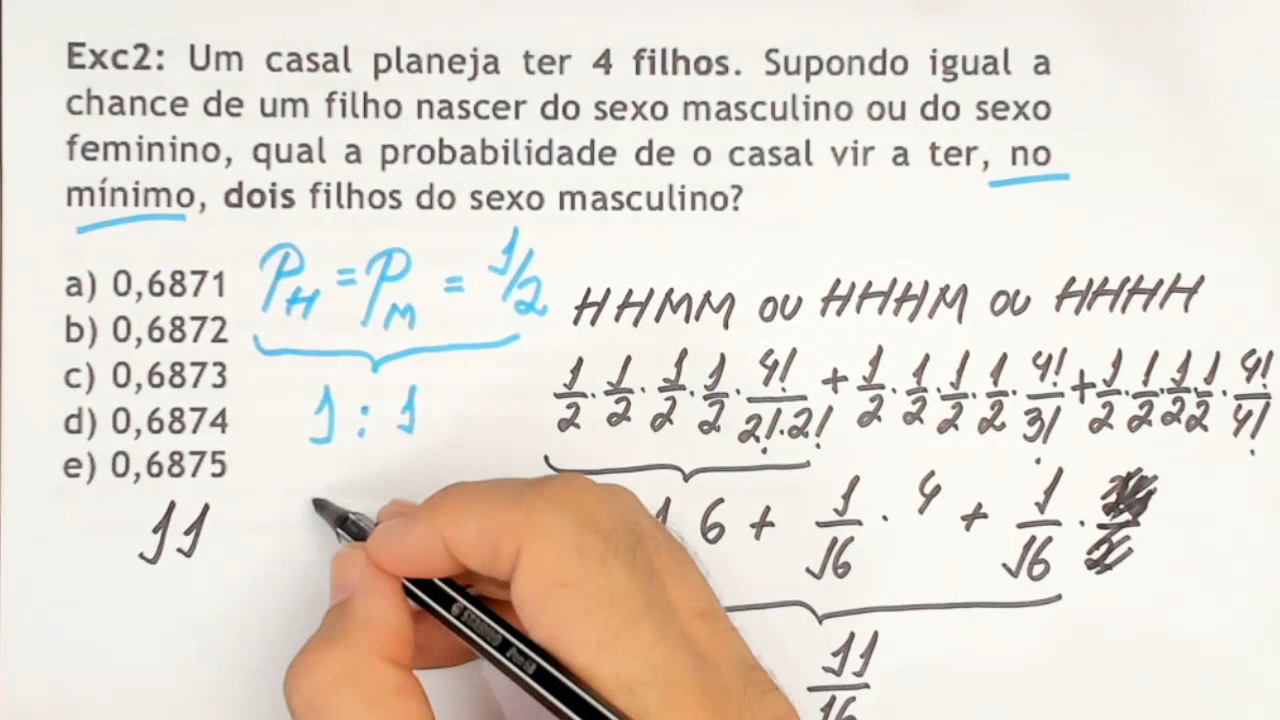 Exc2: Um casal planeja ter 4 filhos. Supondo igual a
chance de um filho nascer do sexo masculino ou do sexo
feminino, qual a probabilidade de o casal vir a ter, no
mínimo, dois filhos do sexo masculino?
a) 0,6871
b) 0,6872
c) 0,6873
d) 0,6874
e) 0,6875
P_H = P_M = 1/2
1 : 1
HHMM OU HHHM OU HHHH
1/2 · 1/2 · 1/2 · 1/2 · 4!/2!·2! + 1/2 · 1/2 · 1/2 · 1/2 · 4!/3! + 1/2 · 1/2 · 1/2 · 1/2 · 4!/4!
6 + 1/16 · 4 + 1/16 ·
11/16
11
STABILO